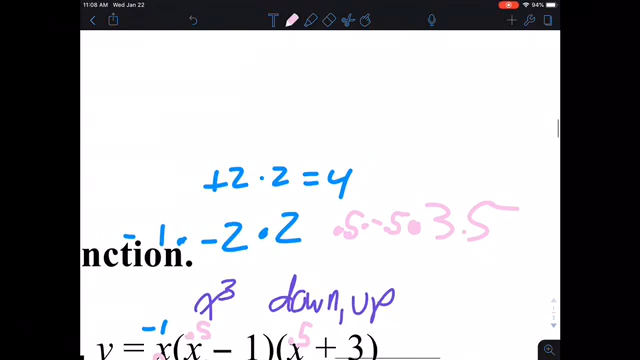 11:08 AM Wed Jan 22
94%
+2 · 2 = 4
-1 · -2 · 2
.5 · -.5 · 3.5
nction.
x³ down, up
-1 .5 .5
y = x(x − 1)(x + 3)